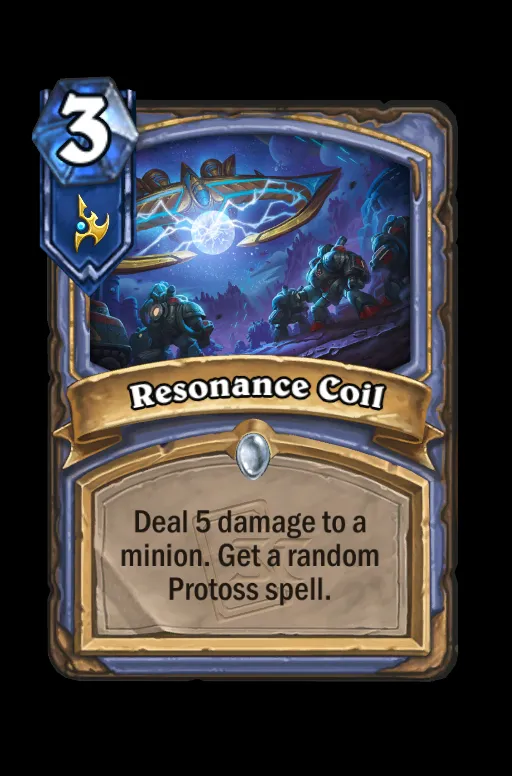 3
Resonance Coil
Deal 5 damage to a
minion. Get a random
Protoss spell.